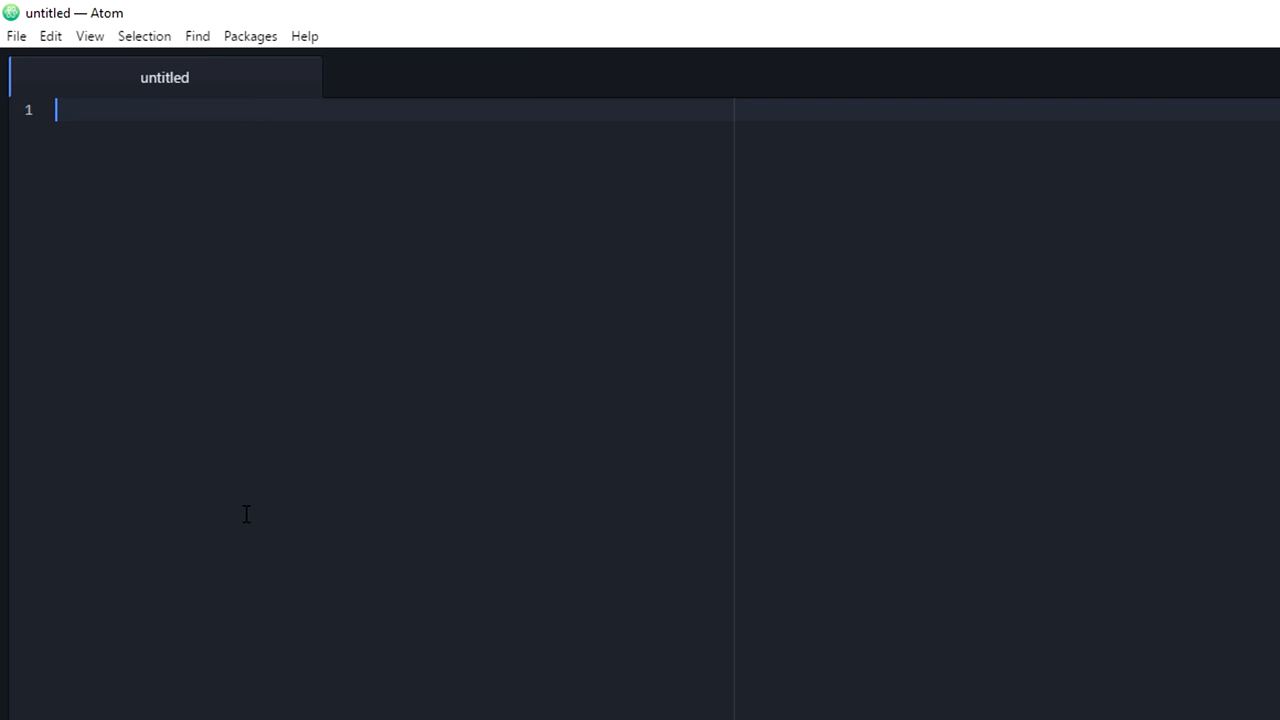 untitled — Atom
File Edit View Selection Find Packages Help
untitled
1